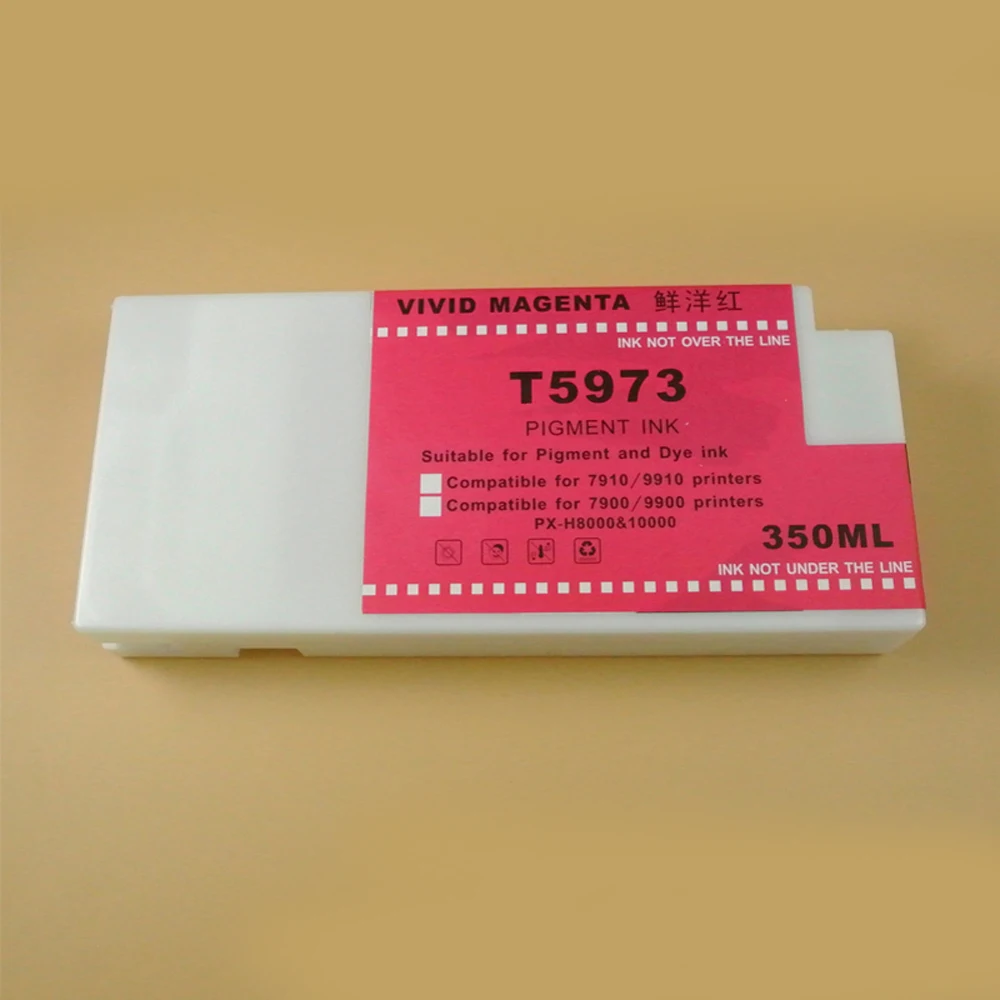 VIVID MAGENTA 鲜洋红
INK NOT OVER THE LINE
T5973
PIGMENT INK
Suitable for Pigment and Dye ink
Compatible for 7910/9910 printers
Compatible for 7900/9900 printers
PX-H8000&10000
350ML
INK NOT UNDER THE LINE